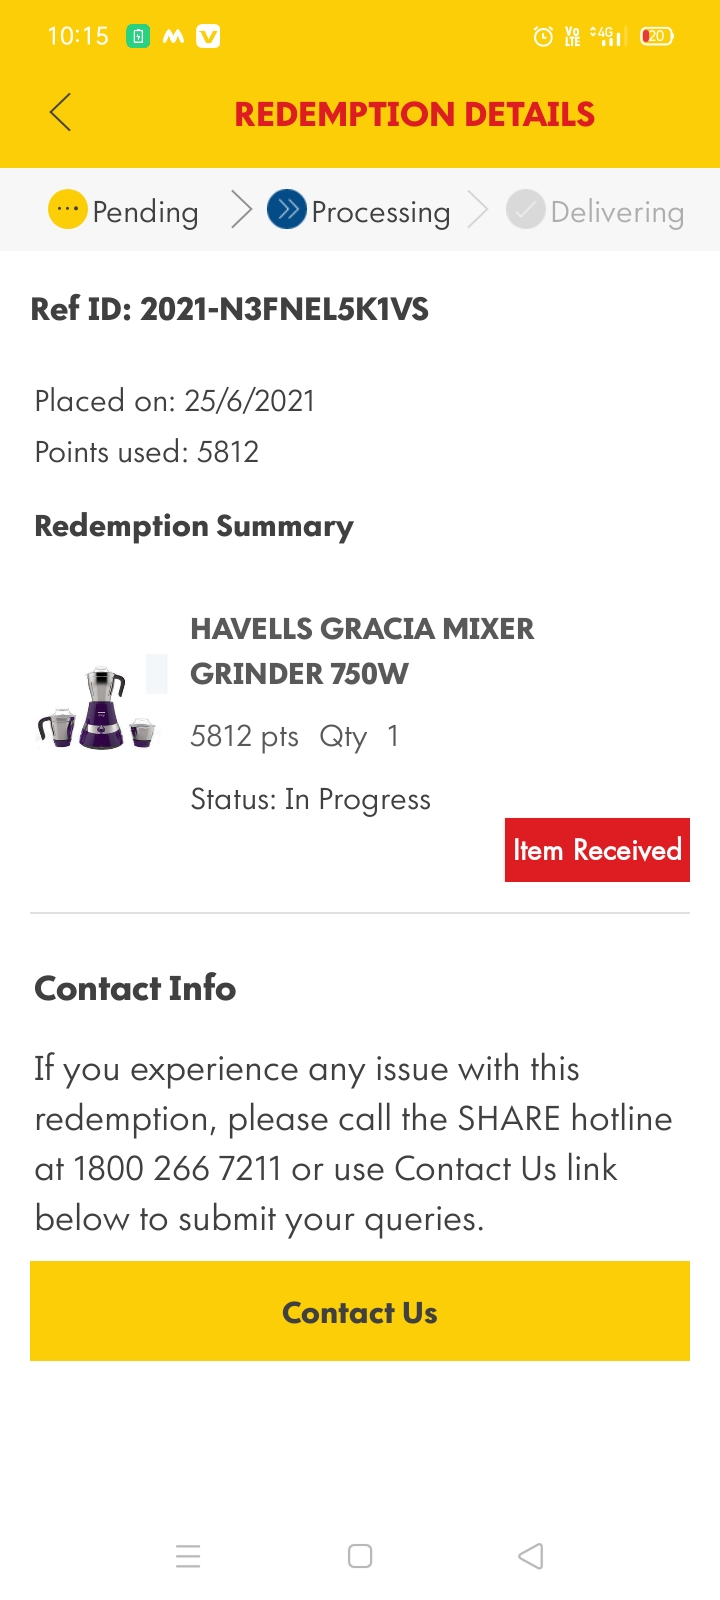 10:15
Vo LTE 4G 20
REDEMPTION DETAILS
Pending Processing Delivering
Ref ID: 2021-N3FNEL5K1VS
Placed on: 25/6/2021
Points used: 5812
Redemption Summary
HAVELLS GRACIA MIXER
GRINDER 750W
5812 pts Qty 1
Status: In Progress
Item Received
Contact Info
If you experience any issue with this
redemption, please call the SHARE hotline
at 1800 266 7211 or use Contact Us link
below to submit your queries.
Contact Us